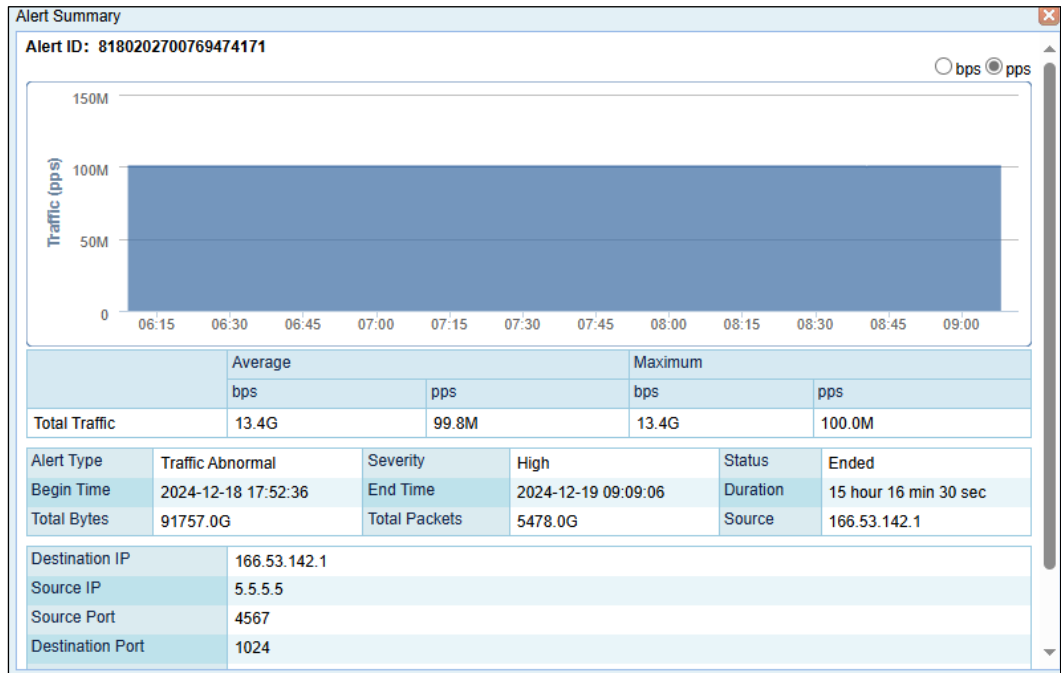 Alert Summary
Alert ID: 8180202700769474171
bps pps
150M
100M
50M
0
Traffic (pps)
06:15 06:30 06:45 07:00 07:15 07:30 07:45 08:00 08:15 08:30 08:45 09:00
Average Maximum
bps pps bps pps
Total Traffic 13.4G 99.8M 13.4G 100.0M
Alert Type Traffic Abnormal Severity High Status Ended
Begin Time 2024-12-18 17:52:36 End Time 2024-12-19 09:09:06 Duration 15 hour 16 min 30 sec
Total Bytes 91757.0G Total Packets 5478.0G Source 166.53.142.1
Destination IP 166.53.142.1
Source IP 5.5.5.5
Source Port 4567
Destination Port 1024